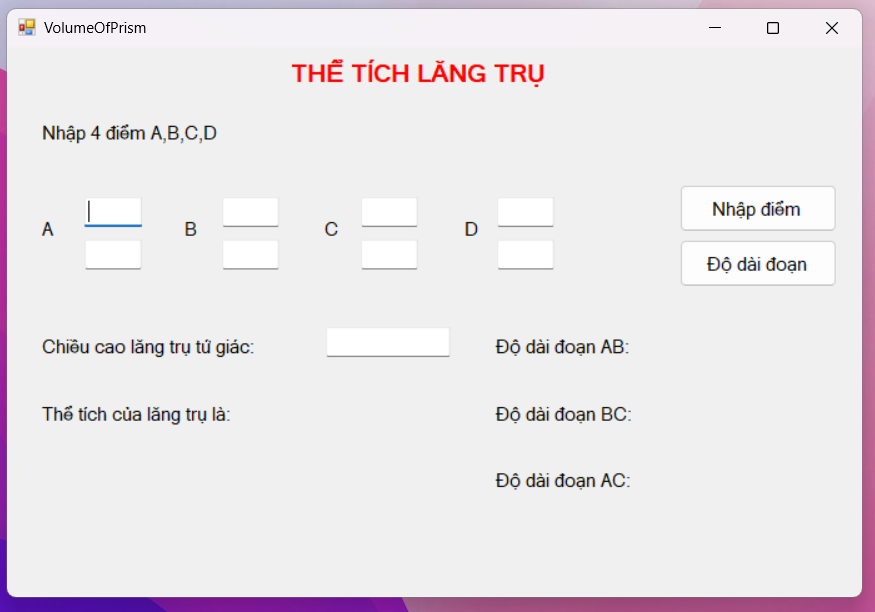 VolumeOfPrism
THỂ TÍCH LĂNG TRỤ
Nhập 4 điểm A,B,C,D
A
B
C
D
Nhập điểm
Độ dài đoạn
Chiều cao lăng trụ tứ giác:
Độ dài đoạn AB:
Thể tích của lăng trụ là:
Độ dài đoạn BC:
Độ dài đoạn AC: